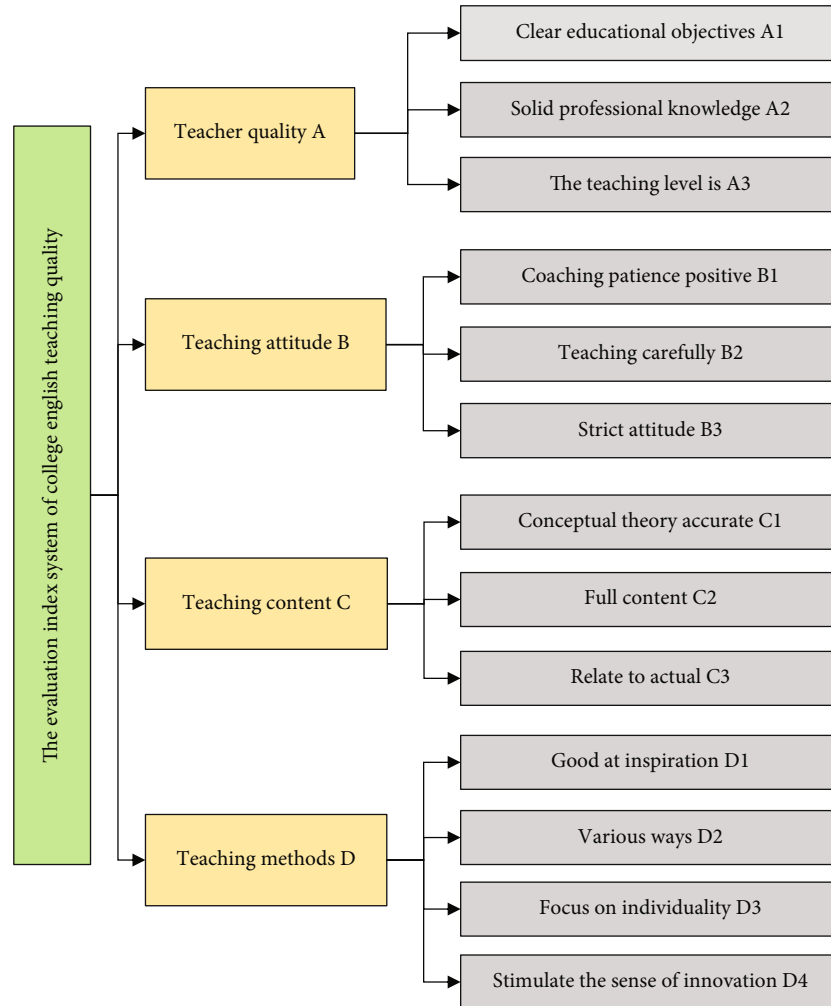 The evaluation index system of college english teaching quality
Teacher quality A
Clear educational objectives A1
Solid professional knowledge A2
The teaching level is A3
Teaching attitude B
Coaching patience positive B1
Teaching carefully B2
Strict attitude B3
Teaching content C
Conceptual theory accurate C1
Full content C2
Relate to actual C3
Teaching methods D
Good at inspiration D1
Various ways D2
Focus on individuality D3
Stimulate the sense of innovation D4